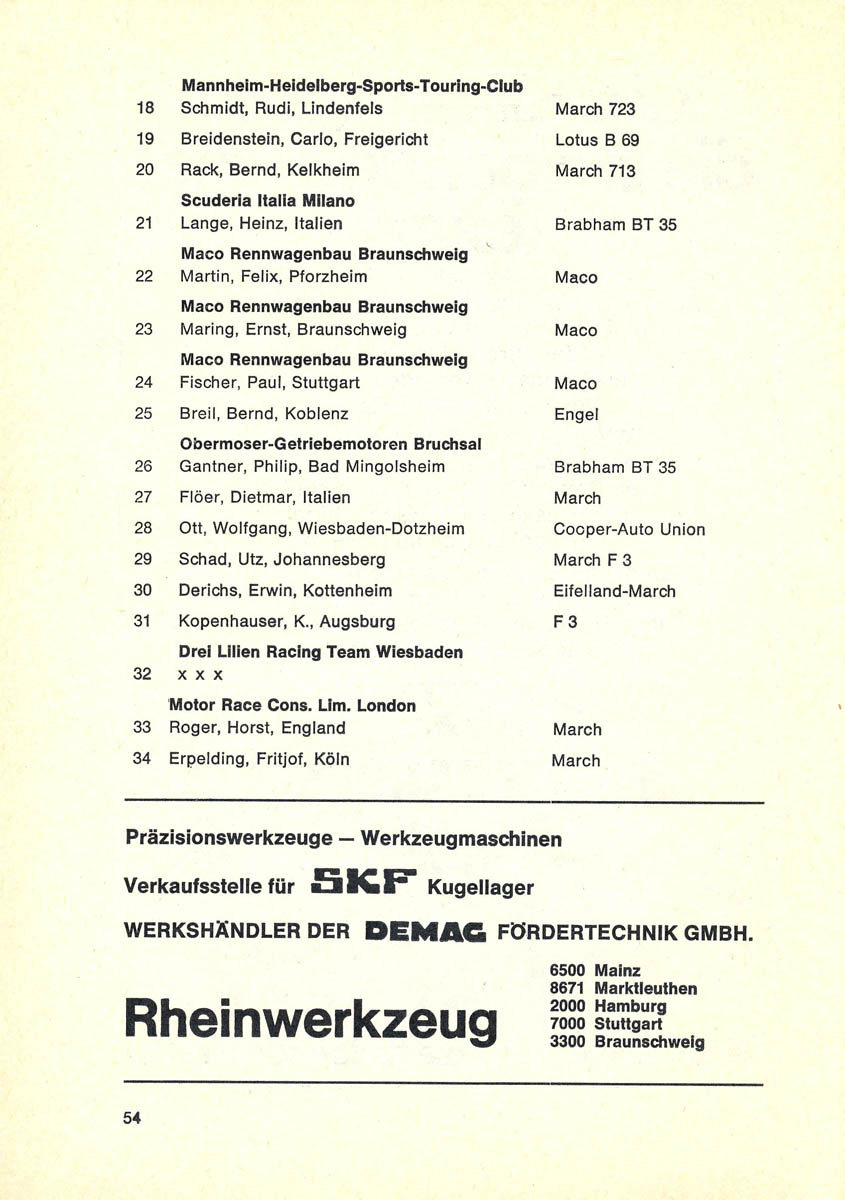 Mannheim-Heidelberg-Sports-Touring-Club
18 Schmidt, Rudi, Lindenfels March 723
19 Breidenstein, Carlo, Freigericht Lotus B 69
20 Rack, Bernd, Kelkheim March 713
Scuderia Italia Milano
21 Lange, Heinz, Italien Brabham BT 35
Maco Rennwagenbau Braunschweig
22 Martin, Felix, Pforzheim Maco
Maco Rennwagenbau Braunschweig
23 Maring, Ernst, Braunschweig Maco
Maco Rennwagenbau Braunschweig
24 Fischer, Paul, Stuttgart Maco
25 Breil, Bernd, Koblenz Engel
Obermoser-Getriebemotoren Bruchsal
26 Gantner, Philip, Bad Mingolsheim Brabham BT 35
27 Flöer, Dietmar, Italien March
28 Ott, Wolfgang, Wiesbaden-Dotzheim Cooper-Auto Union
29 Schad, Utz, Johannesberg March F 3
30 Derichs, Erwin, Kottenheim Eifelland-March
31 Kopenhauser, K., Augsburg F 3
Drei Lilien Racing Team Wiesbaden
32 x x x
Motor Race Cons. Lim. London
33 Roger, Horst, England March
34 Erpelding, Fritjof, Köln March
Präzisionswerkzeuge — Werkzeugmaschinen
Verkaufsstelle für SKF Kugellager
WERKSHÄNDLER DER DEMAG FÖRDERTECHNIK GMBH.
Rheinwerkzeug
6500 Mainz
8671 Marktleuthen
2000 Hamburg
7000 Stuttgart
3300 Braunschweig
54